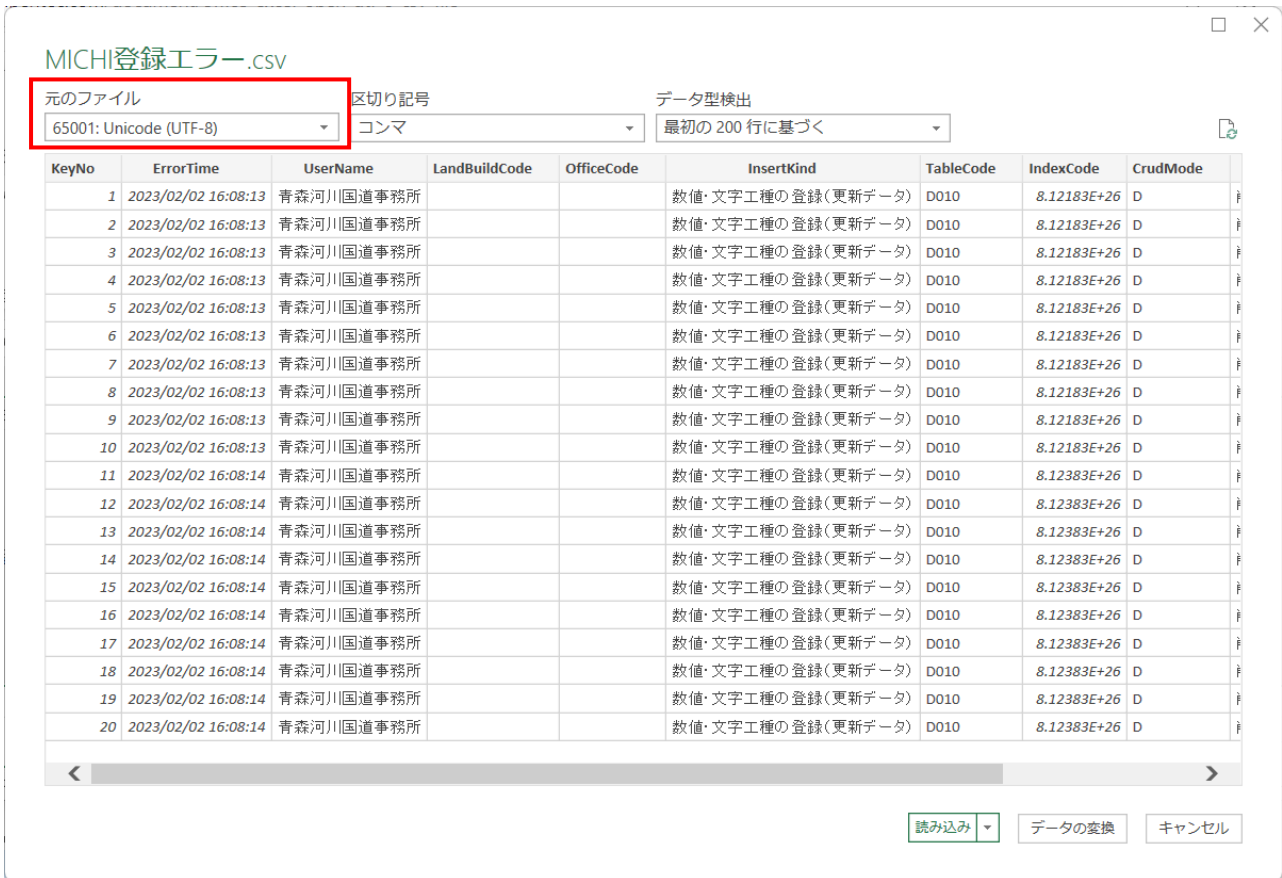 MICHI登録エラー.csv
元のファイル 区切り記号 データ型検出
65001: Unicode (UTF-8) コンマ 最初の 200 行に基づく
KeyNo ErrorTime UserName LandBuildCode OfficeCode InsertKind TableCode IndexCode CrudMode
1 2023/02/02 16:08:13 青森河川国道事務所 数値・文字工種の登録(更新データ) D010 8.12183E+26 D
2 2023/02/02 16:08:13 青森河川国道事務所 数値・文字工種の登録(更新データ) D010 8.12183E+26 D
3 2023/02/02 16:08:13 青森河川国道事務所 数値・文字工種の登録(更新データ) D010 8.12183E+26 D
4 2023/02/02 16:08:13 青森河川国道事務所 数値・文字工種の登録(更新データ) D010 8.12183E+26 D
5 2023/02/02 16:08:13 青森河川国道事務所 数値・文字工種の登録(更新データ) D010 8.12183E+26 D
6 2023/02/02 16:08:13 青森河川国道事務所 数値・文字工種の登録(更新データ) D010 8.12183E+26 D
7 2023/02/02 16:08:13 青森河川国道事務所 数値・文字工種の登録(更新データ) D010 8.12183E+26 D
8 2023/02/02 16:08:13 青森河川国道事務所 数値・文字工種の登録(更新データ) D010 8.12183E+26 D
9 2023/02/02 16:08:13 青森河川国道事務所 数値・文字工種の登録(更新データ) D010 8.12183E+26 D
10 2023/02/02 16:08:13 青森河川国道事務所 数値・文字工種の登録(更新データ) D010 8.12183E+26 D
11 2023/02/02 16:08:14 青森河川国道事務所 数値・文字工種の登録(更新データ) D010 8.12383E+26 D
12 2023/02/02 16:08:14 青森河川国道事務所 数値・文字工種の登録(更新データ) D010 8.12383E+26 D
13 2023/02/02 16:08:14 青森河川国道事務所 数値・文字工種の登録(更新データ) D010 8.12383E+26 D
14 2023/02/02 16:08:14 青森河川国道事務所 数値・文字工種の登録(更新データ) D010 8.12383E+26 D
15 2023/02/02 16:08:14 青森河川国道事務所 数値・文字工種の登録(更新データ) D010 8.12383E+26 D
16 2023/02/02 16:08:14 青森河川国道事務所 数値・文字工種の登録(更新データ) D010 8.12383E+26 D
17 2023/02/02 16:08:14 青森河川国道事務所 数値・文字工種の登録(更新データ) D010 8.12383E+26 D
18 2023/02/02 16:08:14 青森河川国道事務所 数値・文字工種の登録(更新データ) D010 8.12383E+26 D
19 2023/02/02 16:08:14 青森河川国道事務所 数値・文字工種の登録(更新データ) D010 8.12383E+26 D
20 2023/02/02 16:08:14 青森河川国道事務所 数値・文字工種の登録(更新データ) D010 8.12383E+26 D
読み込み データの変換 キャンセル